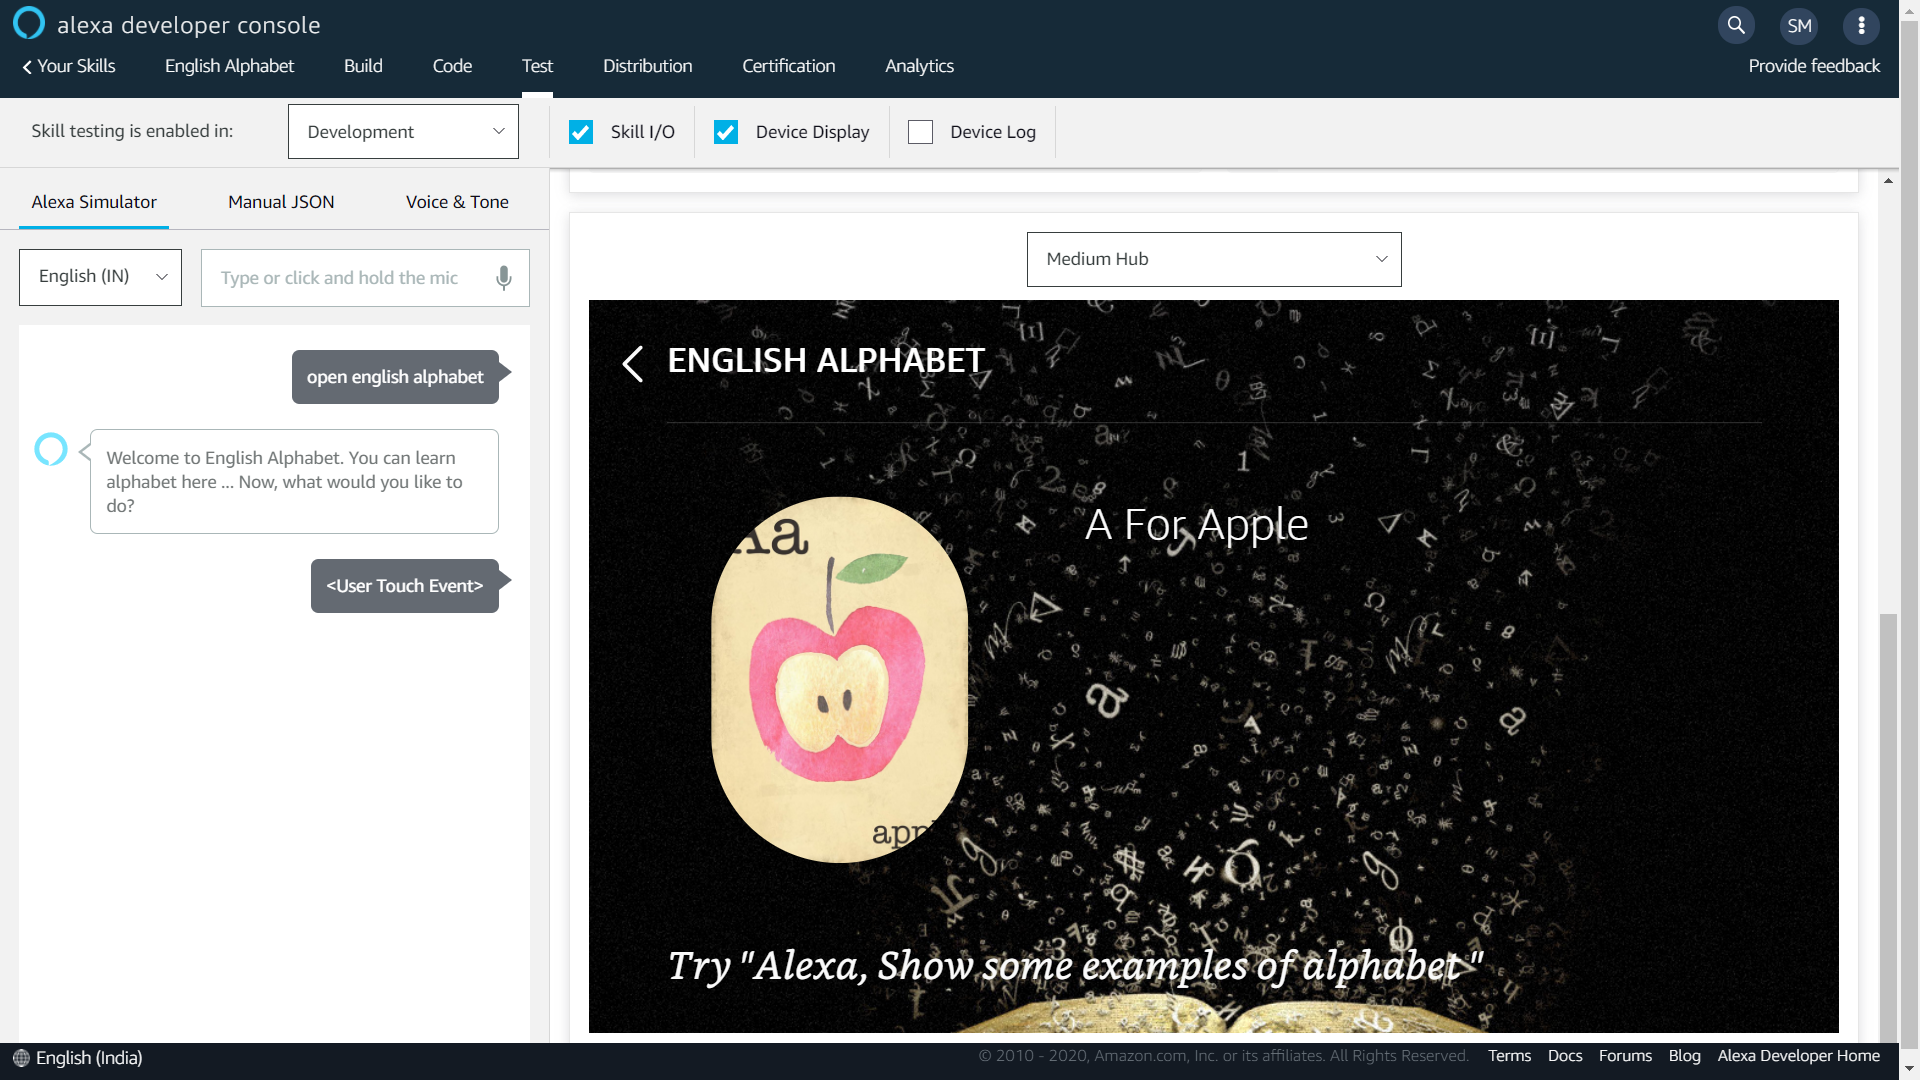 alexa developer console
SM
Your Skills
English Alphabet
Build
Code
Test
Distribution
Certification
Analytics
Provide feedback
Skill testing is enabled in:
Development
Skill I/O
Device Display
Device Log
Alexa Simulator
Manual JSON
Voice & Tone
English (IN)
Type or click and hold the mic
open english alphabet
Welcome to English Alphabet. You can learn
alphabet here ... Now, what would you like to
do?
<User Touch Event>
Medium Hub
ENGLISH ALPHABET
A For Apple
Try "Alexa, Show some examples of alphabet "
English (India)
© 2010 - 2020, Amazon.com, Inc. or its affiliates. All Rights Reserved.
Terms
Docs
Forums
Blog
Alexa Developer Home